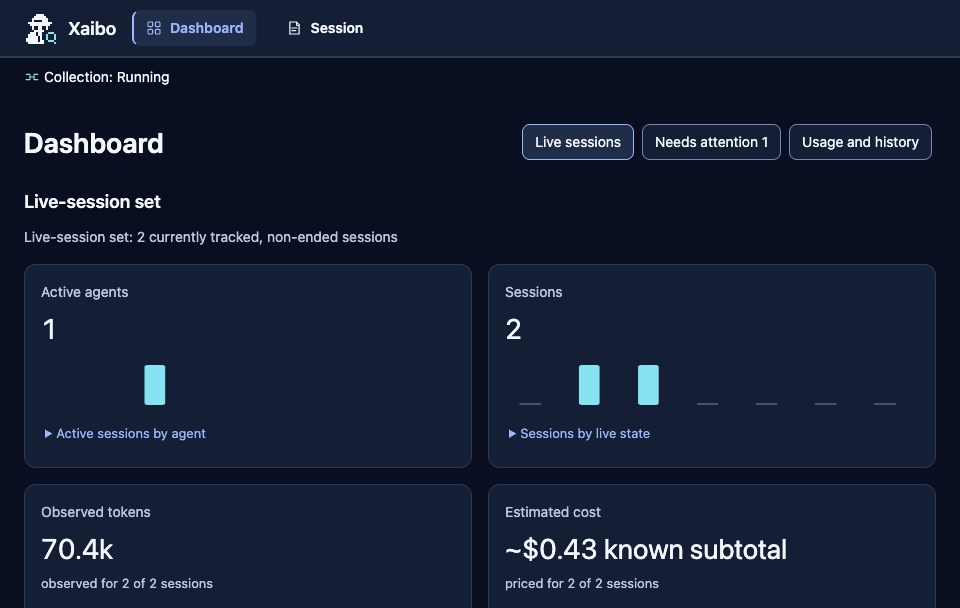 Xaibo
Dashboard
Session
Collection: Running
Dashboard
Live sessions
Needs attention 1
Usage and history
Live-session set
Live-session set: 2 currently tracked, non-ended sessions
Active agents
1
Active sessions by agent
Sessions
2
Sessions by live state
Observed tokens
70.4k
observed for 2 of 2 sessions
Estimated cost
~$0.43 known subtotal
priced for 2 of 2 sessions